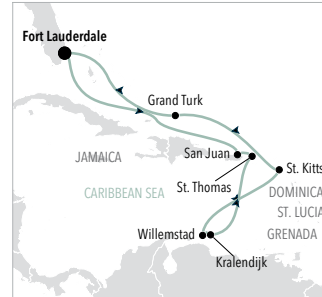 Fort Lauderdale
Grand Turk
JAMAICA
San Juan
St. Kitts
CARIBBEAN SEA
St. Thomas
DOMINICA
ST. LUCIA
Willemstad
GRENADA
Kralendijk